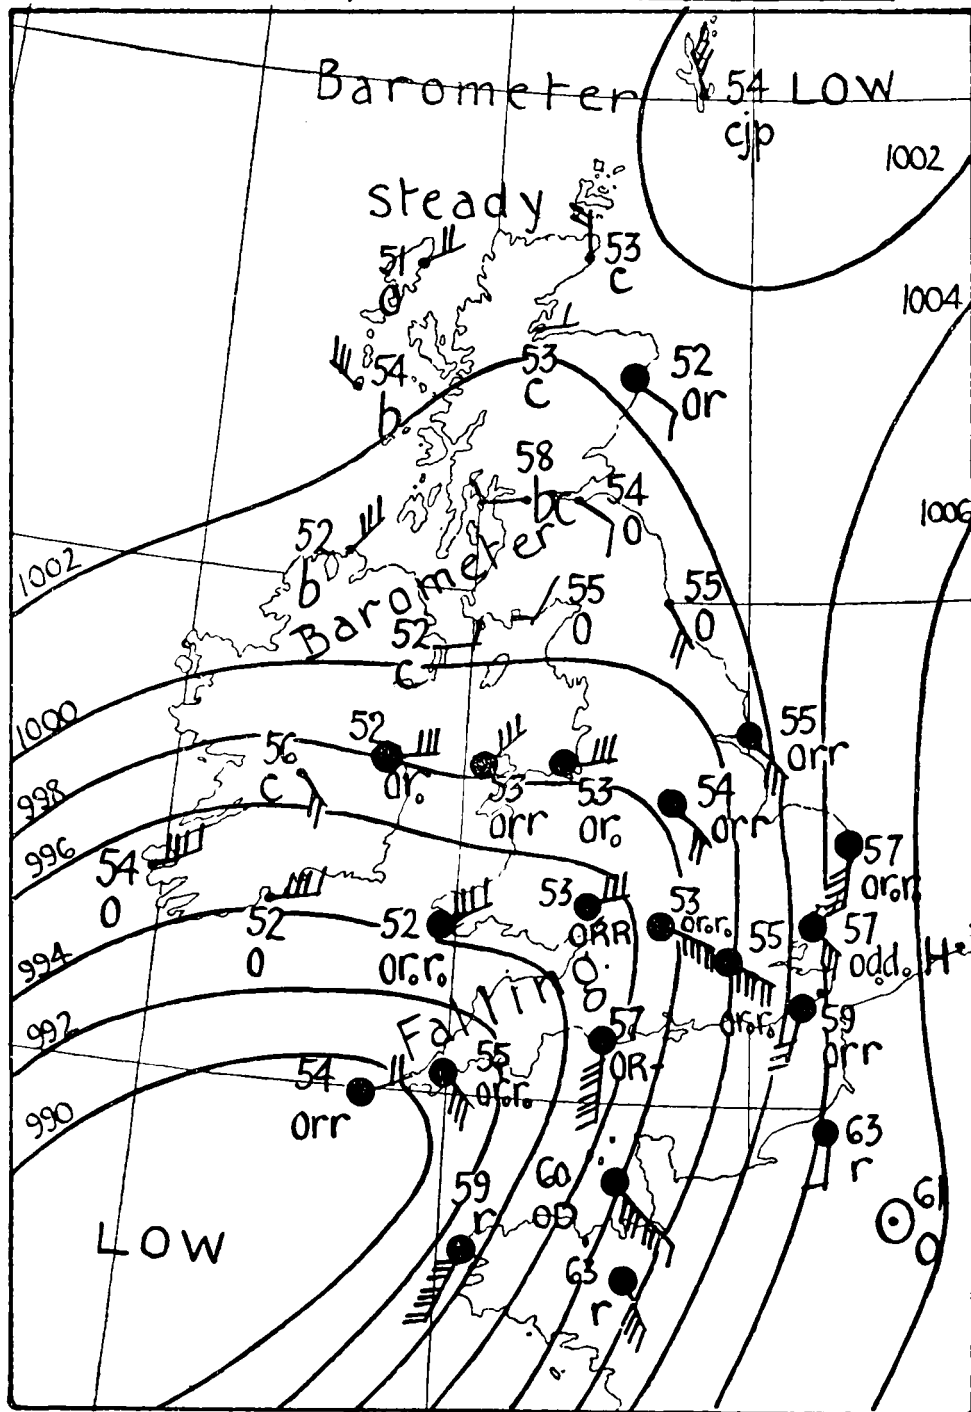 Barometer
54 LOW
cjp
1002
Steady
51
o
53
c
1004
54
b.
53
c
52
or
58
bc
54
o
1006
52
b
1002
Barometer
55
o
55
o
52
c
1000
52
or.
56
c
55
orr
998
53
orr
53
or.
54
orr
996
54
o
57
or.r.
53
ORR
53
or.r.
52
o
52
or.r.
55
or.r.
57
odd.
994
g.
Falling
992
57
OR-
59
orr
54
orr
55
or.r.
990
63
r
59
r
60
OD
61
o
LOW
63
r